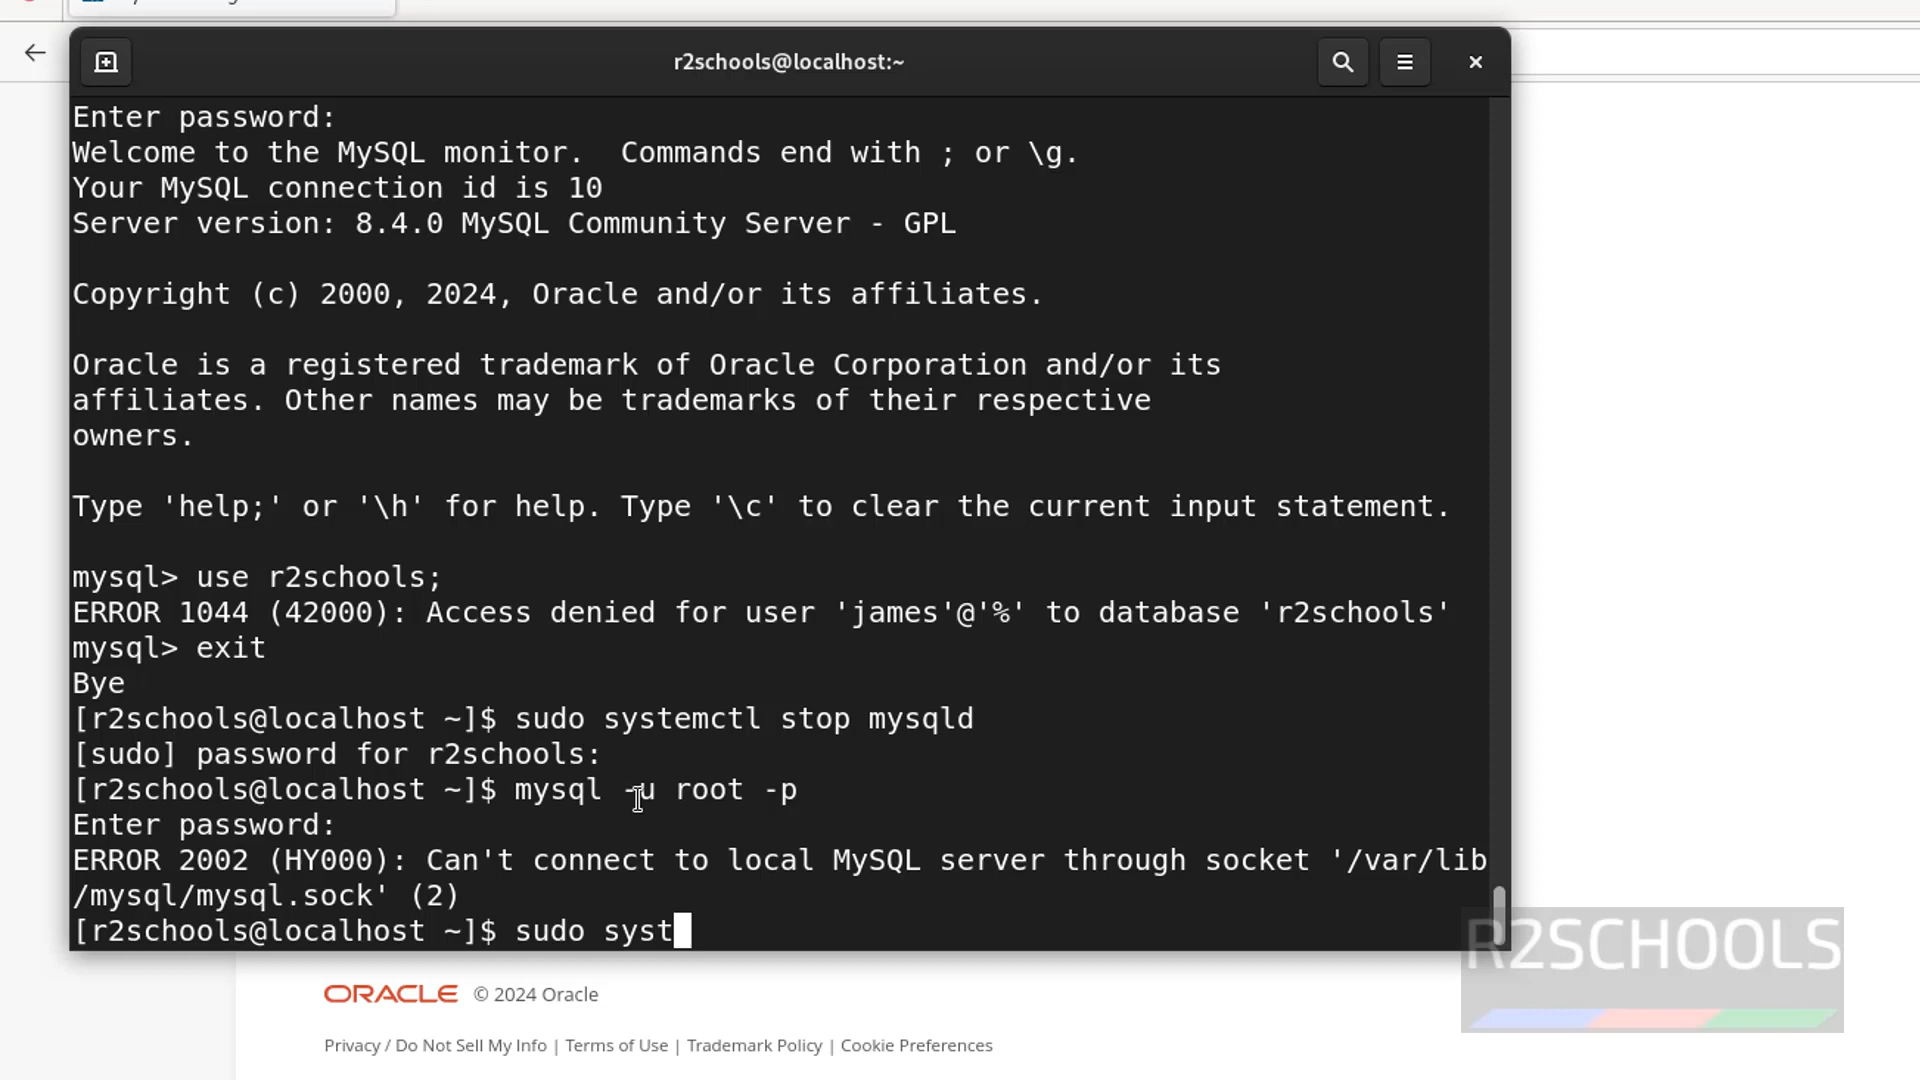 r2schools@localhost:~
Enter password:
Welcome to the MySQL monitor.  Commands end with ; or \g.
Your MySQL connection id is 10
Server version: 8.4.0 MySQL Community Server - GPL
Copyright (c) 2000, 2024, Oracle and/or its affiliates.
Oracle is a registered trademark of Oracle Corporation and/or its
affiliates. Other names may be trademarks of their respective
owners.
Type 'help;' or '\h' for help. Type '\c' to clear the current input statement.
mysql> use r2schools;
ERROR 1044 (42000): Access denied for user 'james'@'%' to database 'r2schools'
mysql> exit
Bye
[r2schools@localhost ~]$ sudo systemctl stop mysqld
[sudo] password for r2schools:
[r2schools@localhost ~]$ mysql -u root -p
Enter password:
ERROR 2002 (HY000): Can't connect to local MySQL server through socket '/var/lib
/mysql/mysql.sock' (2)
[r2schools@localhost ~]$ sudo syst
R2SCHOOLS
ORACLE © 2024 Oracle
Privacy / Do Not Sell My Info | Terms of Use | Trademark Policy | Cookie Preferences